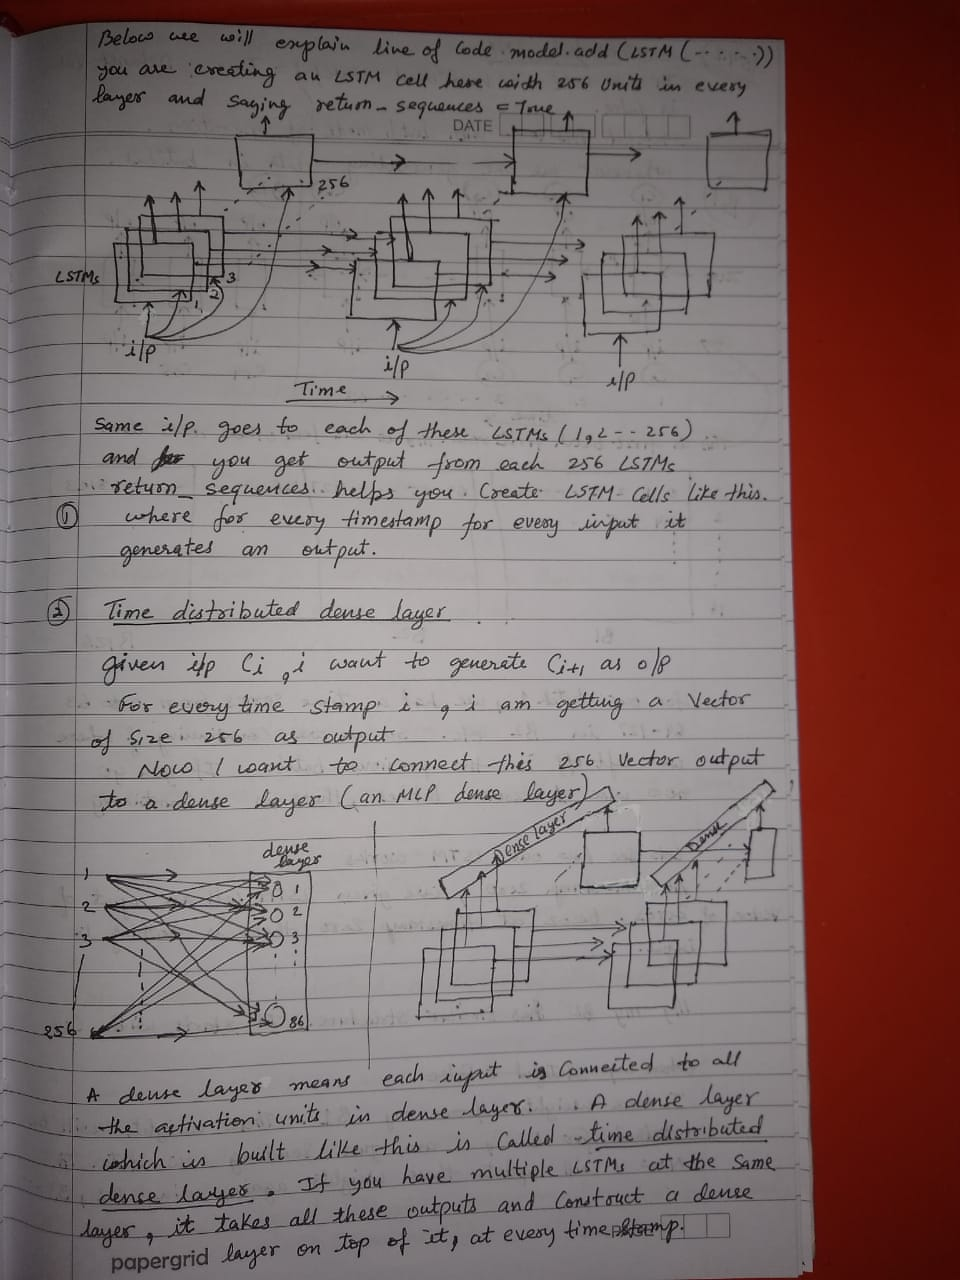 Below we will explain line of Code model.add (LSTM (------))
you are creating an LSTM cell here with 256 Units in every
layer and saying return_sequences = True
DATE
256
LSTMs
1
2
3
i/p
i/p
i/p
Time
Same i/p. goes to each of these LSTMs (1,2 -- 256)
and you get output from each 256 LSTMs
return_ sequences helps you Create LSTM Cells like this.
① where for every timestamp for every input it
generates an output.
② Time distributed dense layer
given i/p Ci , i want to generate Ci+1 as o/p
For every time stamp i , i am getting a Vector
of Size 256 as output
Now I want to connect this 256 Vector output
to a dense layer (an MLP dense layer)
dense
layer
1
2
3
256
1
2
3
86
Dense layer
Dense
A dense layer means each input is Connected to all
the activation units in dense layer. A dense layer
which is built like this is Called time distributed
dense layer. If you have multiple LSTMs at the Same
layer, it takes all these outputs and Construct a dense
layer on top of it, at every time stamp.
papergrid